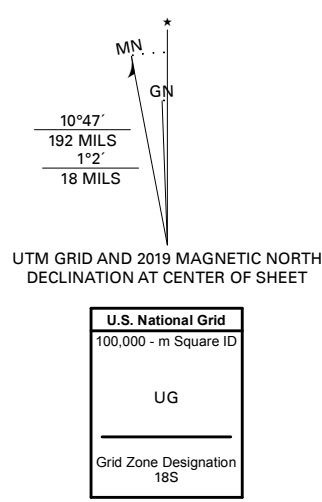 ★
MN
GN
10°47´
192 MILS
1°2´
18 MILS
UTM GRID AND 2019 MAGNETIC NORTH
DECLINATION AT CENTER OF SHEET
U.S. National Grid
100,000 - m Square ID
UG
Grid Zone Designation
18S